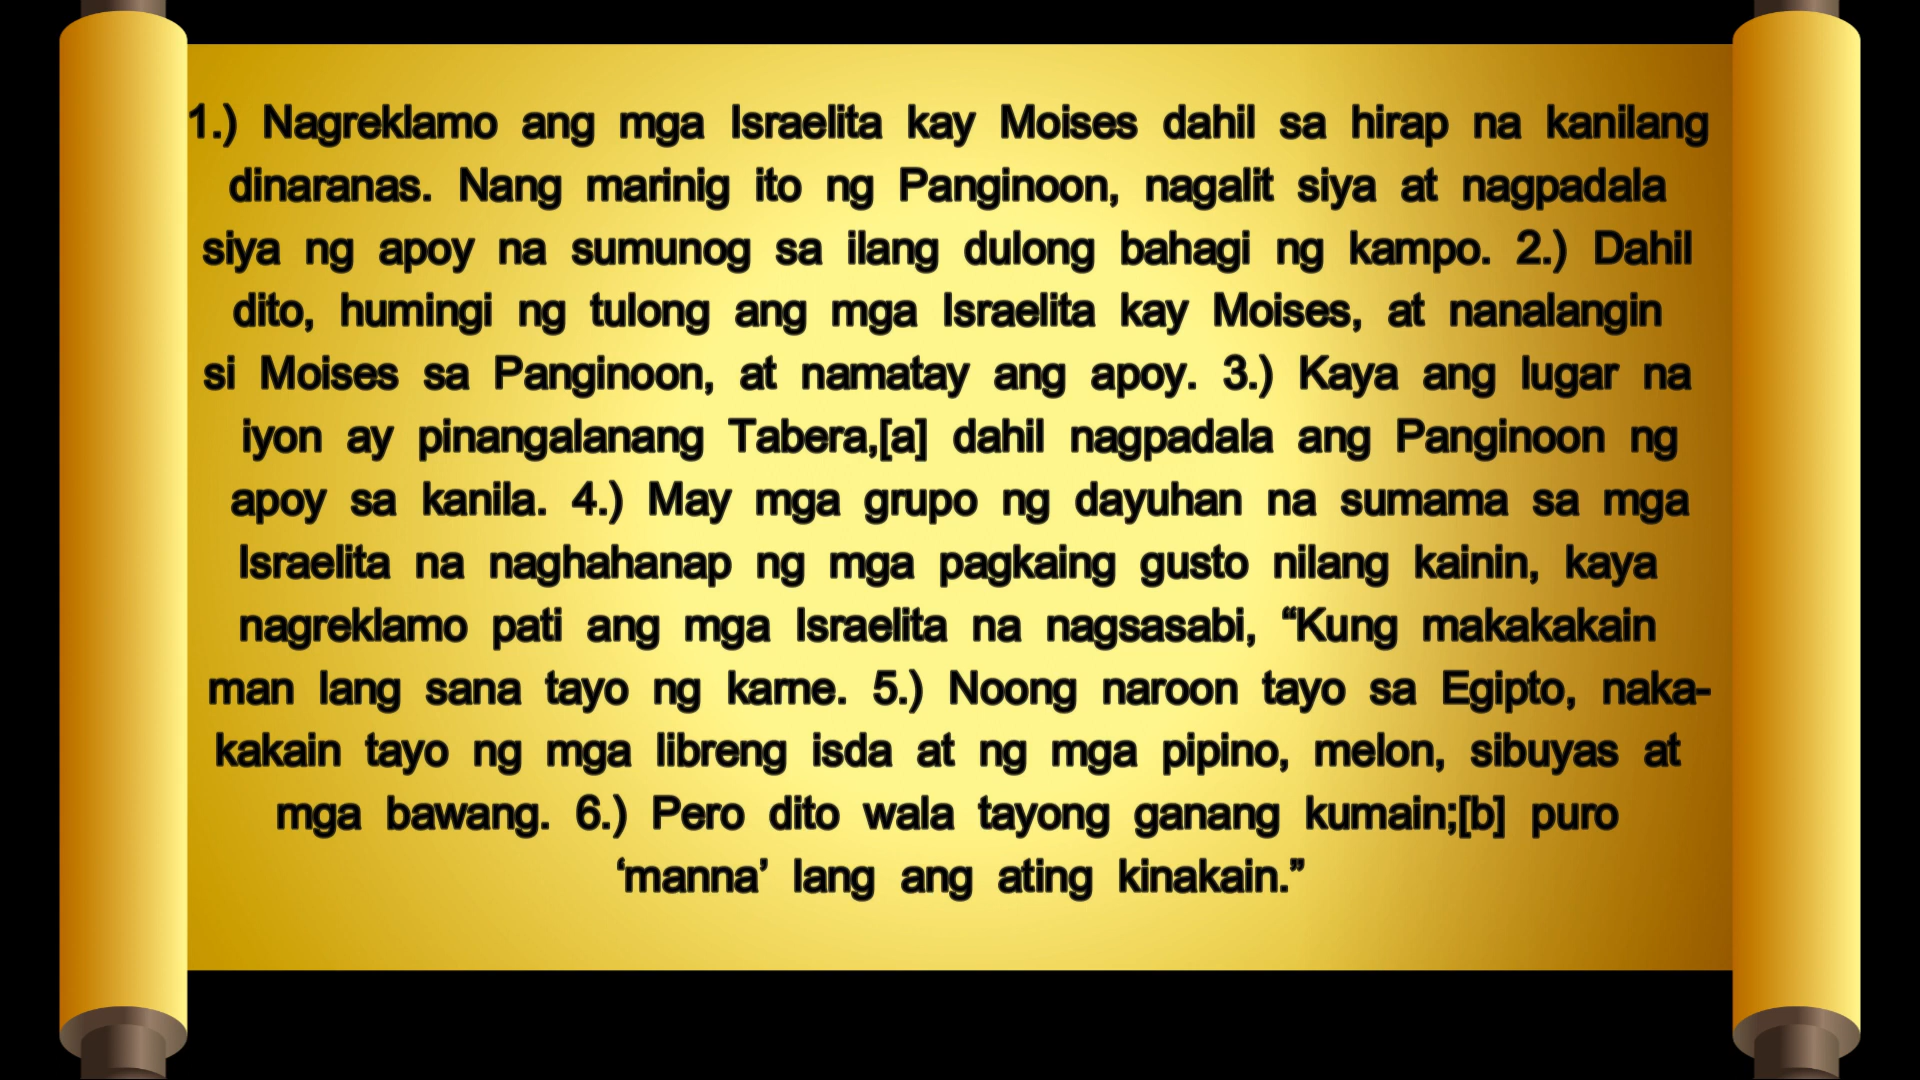 1.) Nagreklamo ang mga Israelita kay Moises dahil sa hirap na kanilang
dinaranas. Nang marinig ito ng Panginoon, nagalit siya at nagpadala
siya ng apoy na sumunog sa ilang dulong bahagi ng kampo. 2.) Dahil
dito, humingi ng tulong ang mga Israelita kay Moises, at nanalangin
si Moises sa Panginoon, at namatay ang apoy. 3.) Kaya ang lugar na
iyon ay pinangalanang Tabera,[a] dahil nagpadala ang Panginoon ng
apoy sa kanila. 4.) May mga grupo ng dayuhan na sumama sa mga
Israelita na naghahanap ng mga pagkaing gusto nilang kainin, kaya
nagreklamo pati ang mga Israelita na nagsasabi, “Kung makakakain
man lang sana tayo ng karne. 5.) Noong naroon tayo sa Egipto, naka-
kakain tayo ng mga libreng isda at ng mga pipino, melon, sibuyas at
mga bawang. 6.) Pero dito wala tayong ganang kumain;[b] puro
‘manna’ lang ang ating kinakain.”